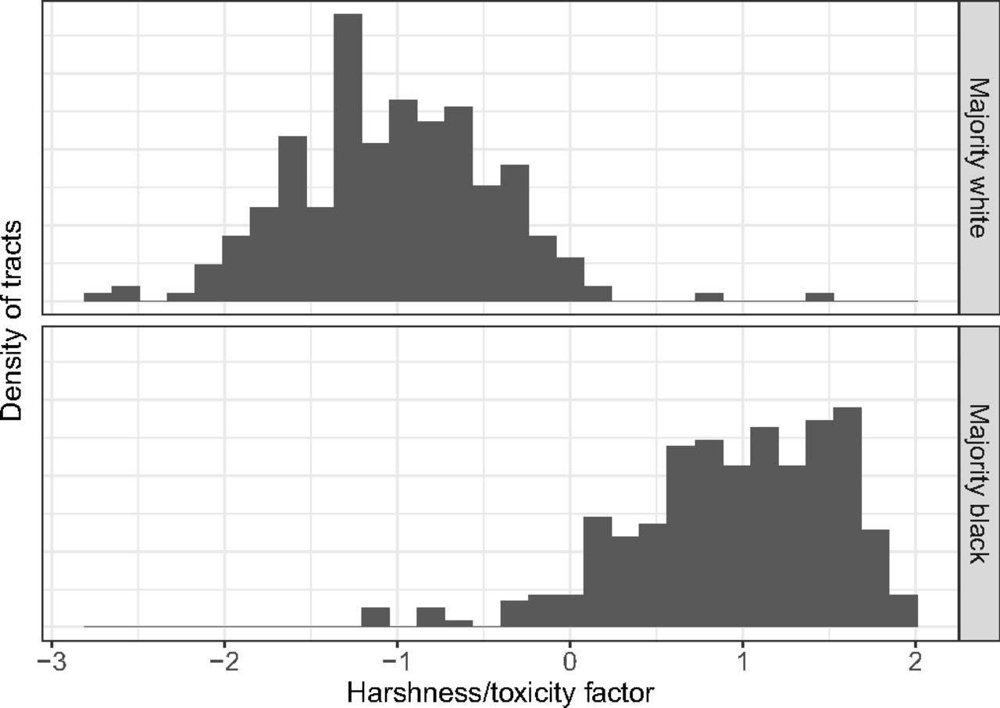 Majority white
Majority black
Density of tracts
−3 −2 −1 0 1 2
Harshness/toxicity factor